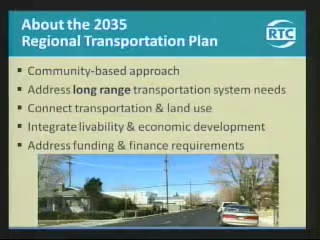 About the 2035
Regional Transportation Plan
RTC
▪ Community-based approach
▪ Address long range transportation system needs
▪ Connect transportation & land use
▪ Integrate livability & economic development
▪ Address funding & finance requirements